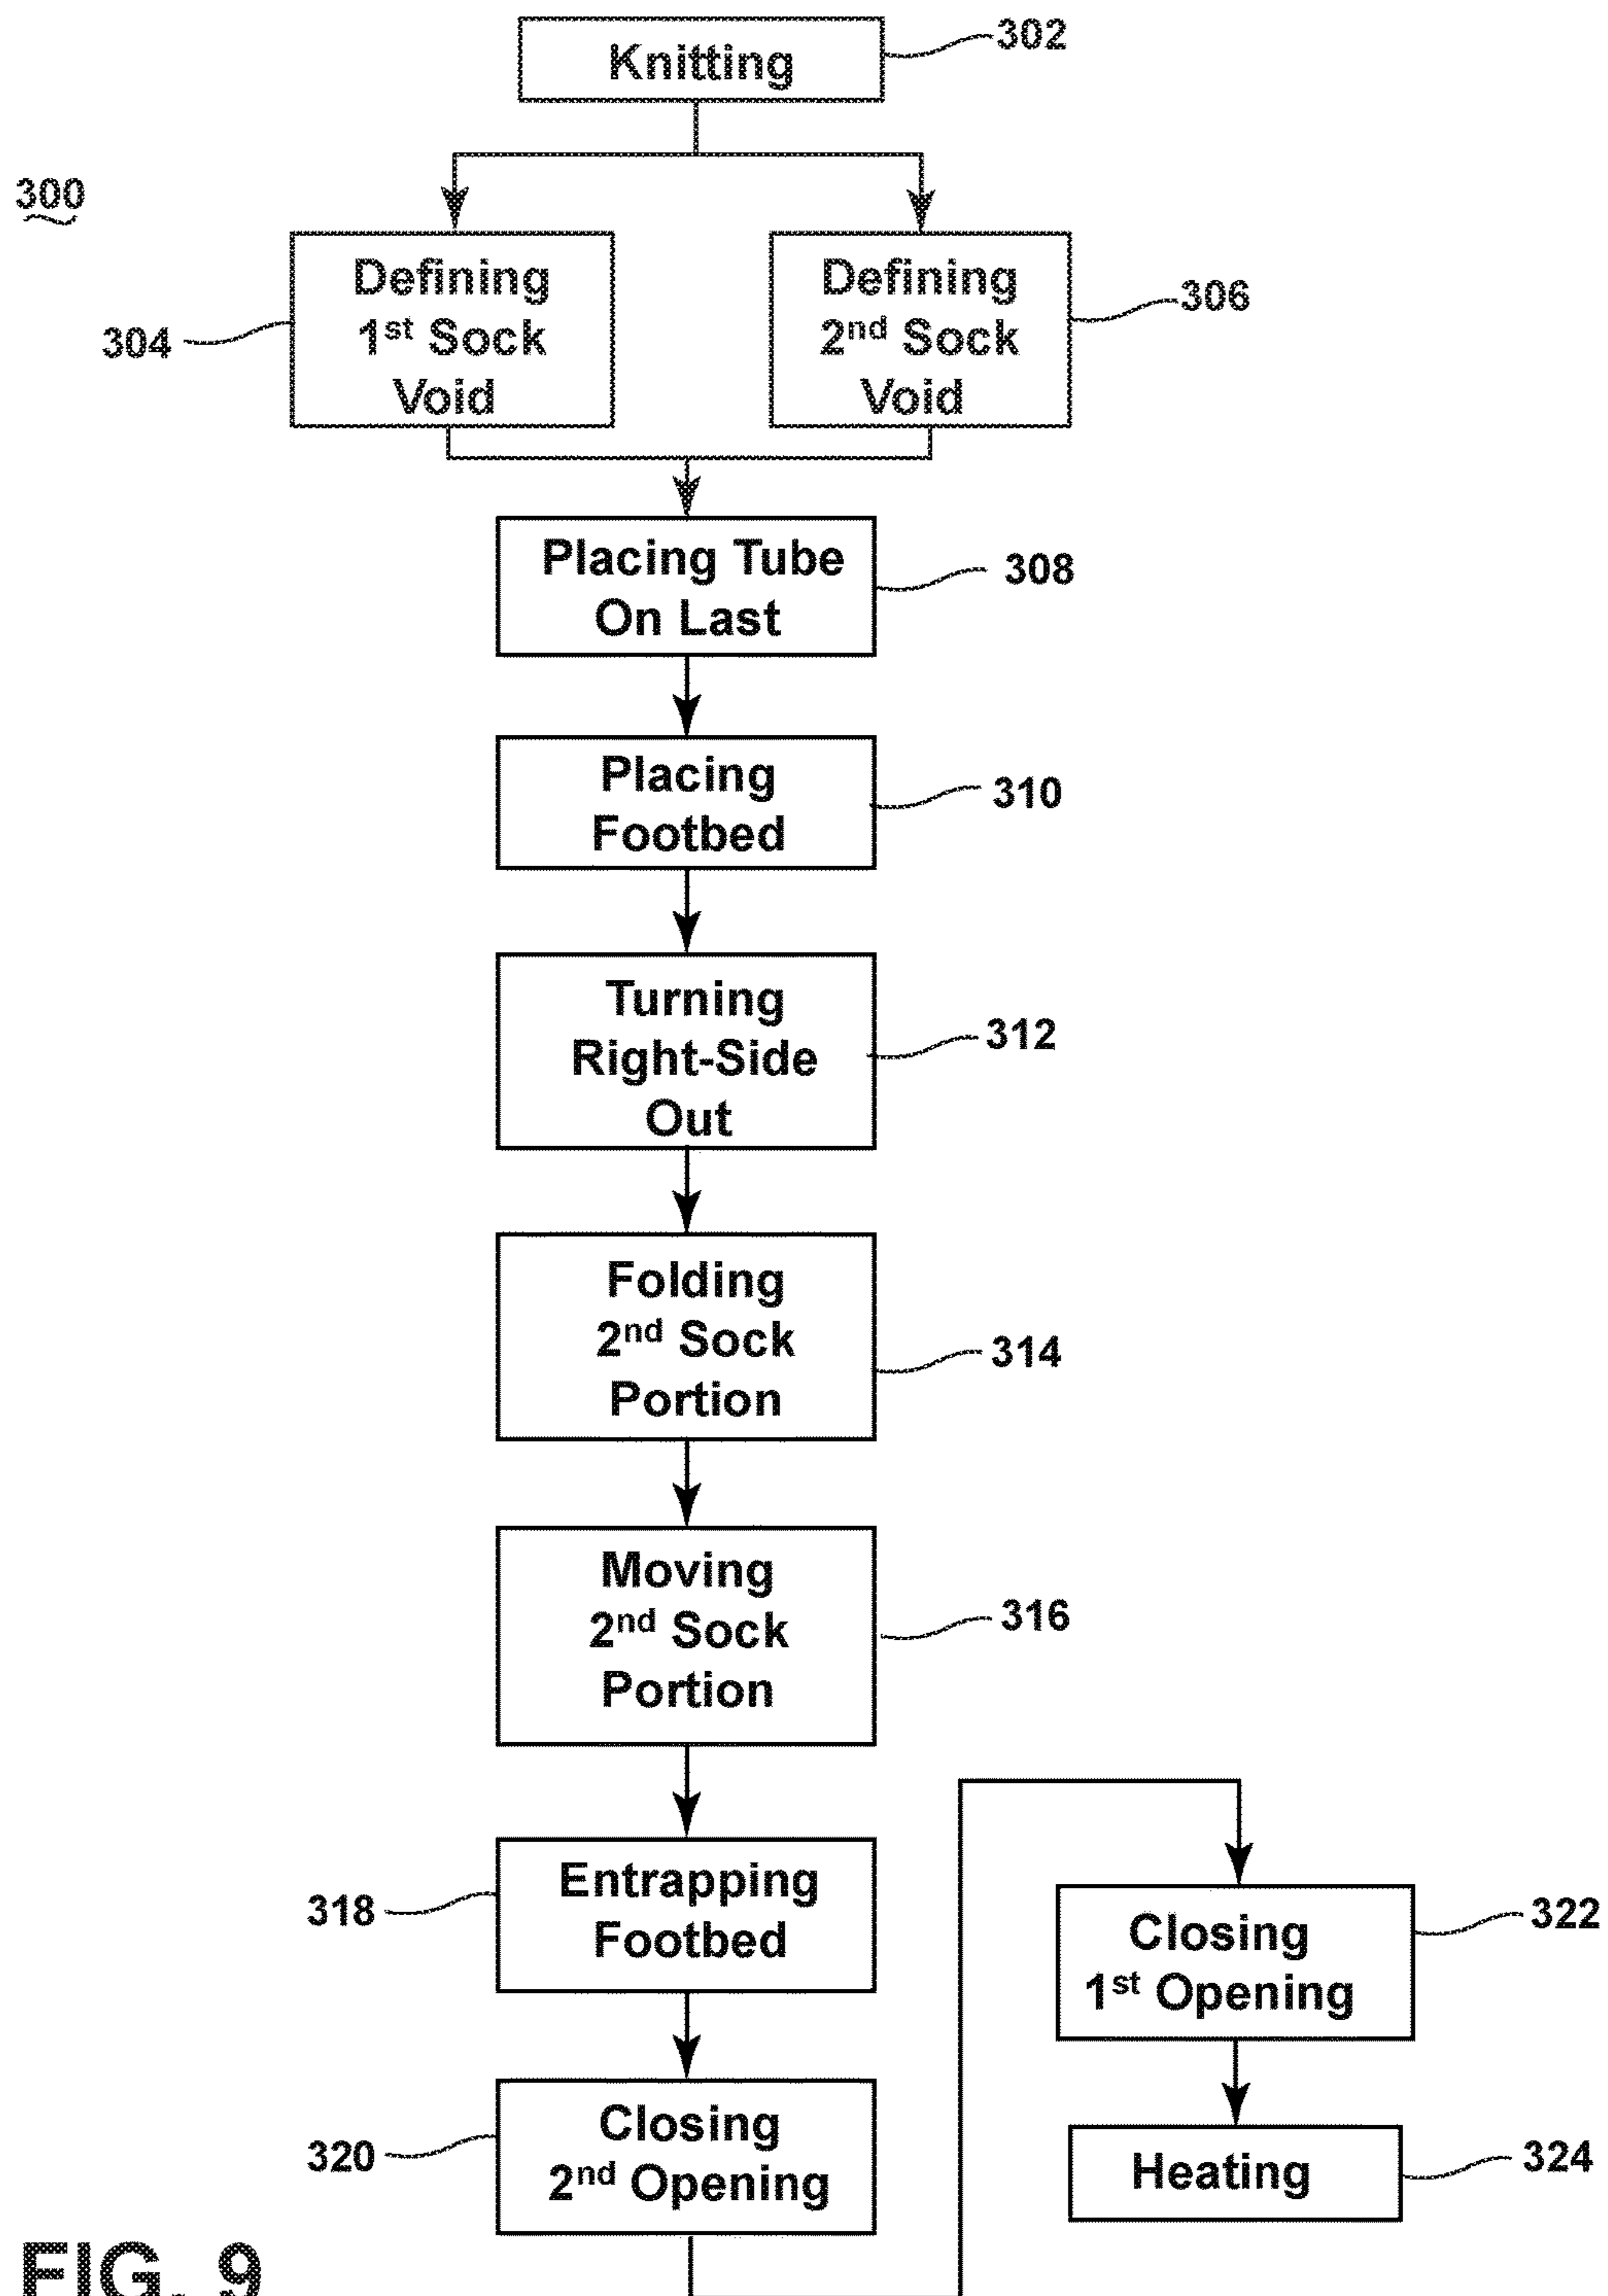 Knitting
302
300
Defining
1st Sock
Void
304
Defining
2nd Sock
Void
306
Placing Tube
On Last
308
Placing
Footbed
310
Turning
Right-Side
Out
312
Folding
2nd Sock
Portion
314
Moving
2nd Sock
Portion
316
Entrapping
Footbed
318
Closing
2nd Opening
320
Closing
1st Opening
322
Heating
324
FIG. 9